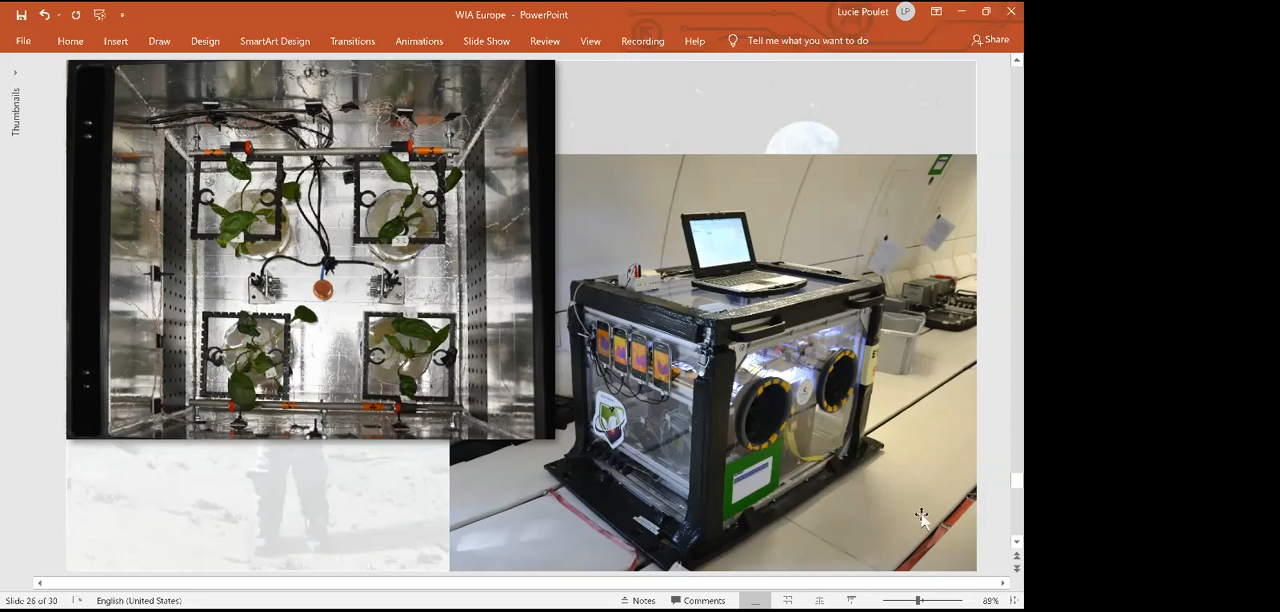 WIA Europe - PowerPoint
Lucie Poulet
LP
File Home Insert Draw Design SmartArt Design Transitions Animations Slide Show Review View Recording Help Tell me what you want to do Share
Thumbnails
Slide 26 of 30 English (United States) Notes Comments 89%